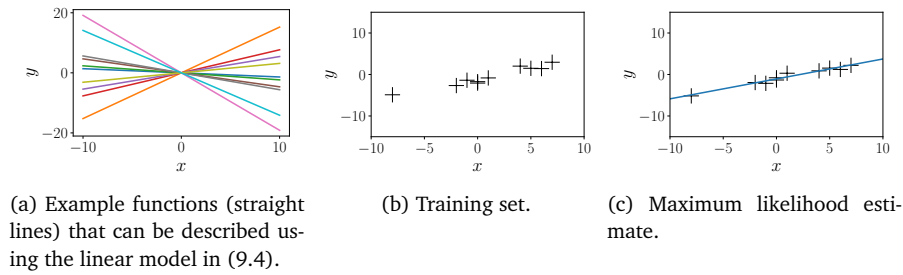 20
0
−20
y
−10
0
10
x
10
0
−10
y
−10
−5
0
5
10
x
10
0
−10
y
−10
−5
0
5
10
x
(a) Example functions (straight
lines) that can be described us-
ing the linear model in (9.4).
(b) Training set.
(c) Maximum likelihood esti-
mate.